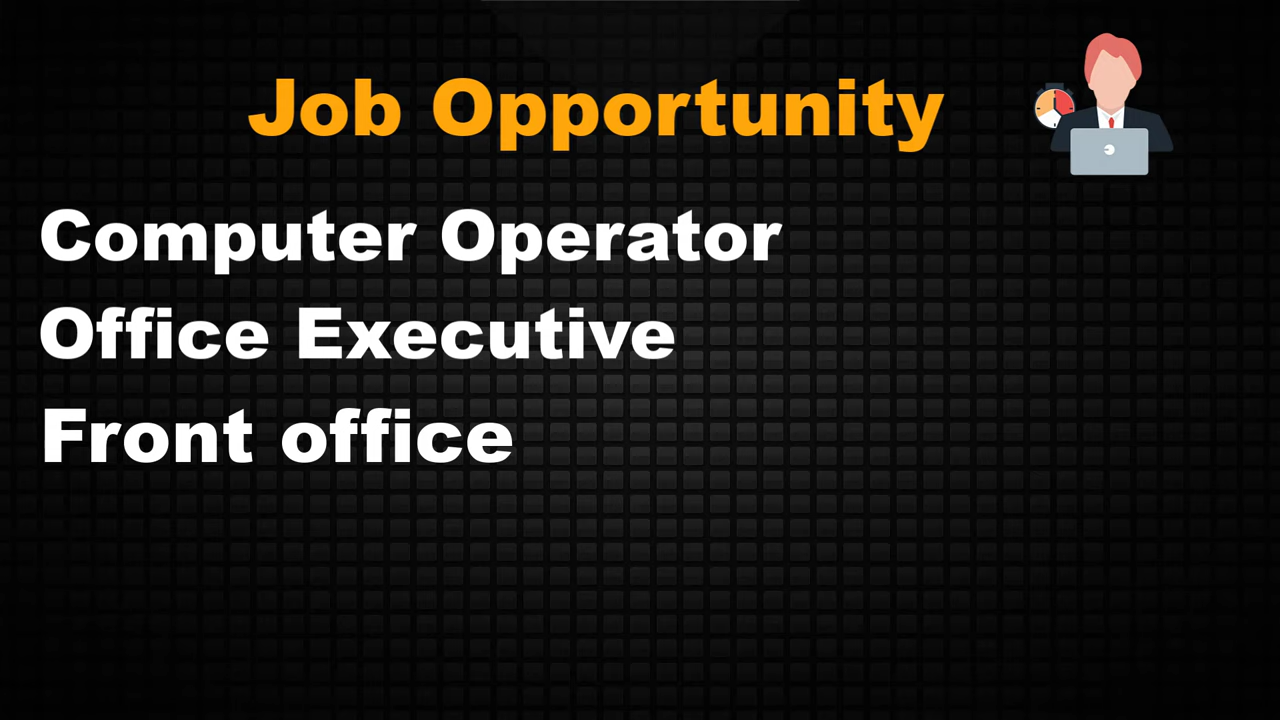 Job Opportunity
Computer Operator
Office Executive
Front office